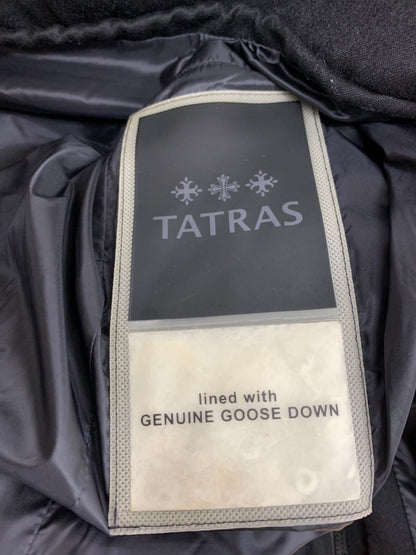 TATRAS
lined with
GENUINE GOOSE DOWN